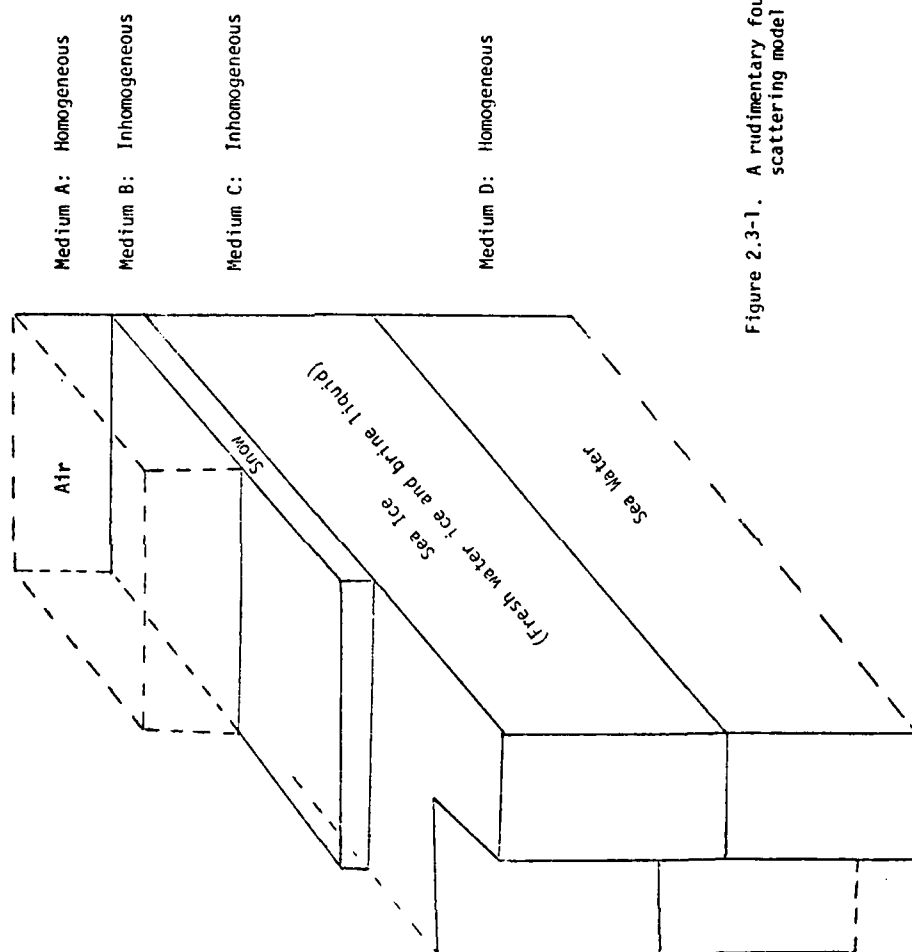 Medium A: Homogeneous
Medium B: Inhomogeneous
Medium C: Inhomogeneous
Medium D: Homogeneous
Air
Snow
Sea Ice
(Fresh water ice and brine liquid)
Sea Water
Figure 2.3-1. A rudimentary
scattering model